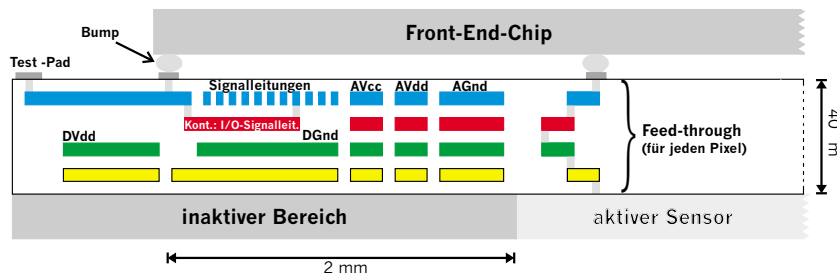 Front-End-Chip
Bump
Test -Pad
Signalleitungen
AVcc
AVdd
AGnd
Kont.: I/O-Signalleit.
DVdd
DGnd
Feed-through
(für jeden Pixel)
40 m
inaktiver Bereich
aktiver Sensor
2 mm